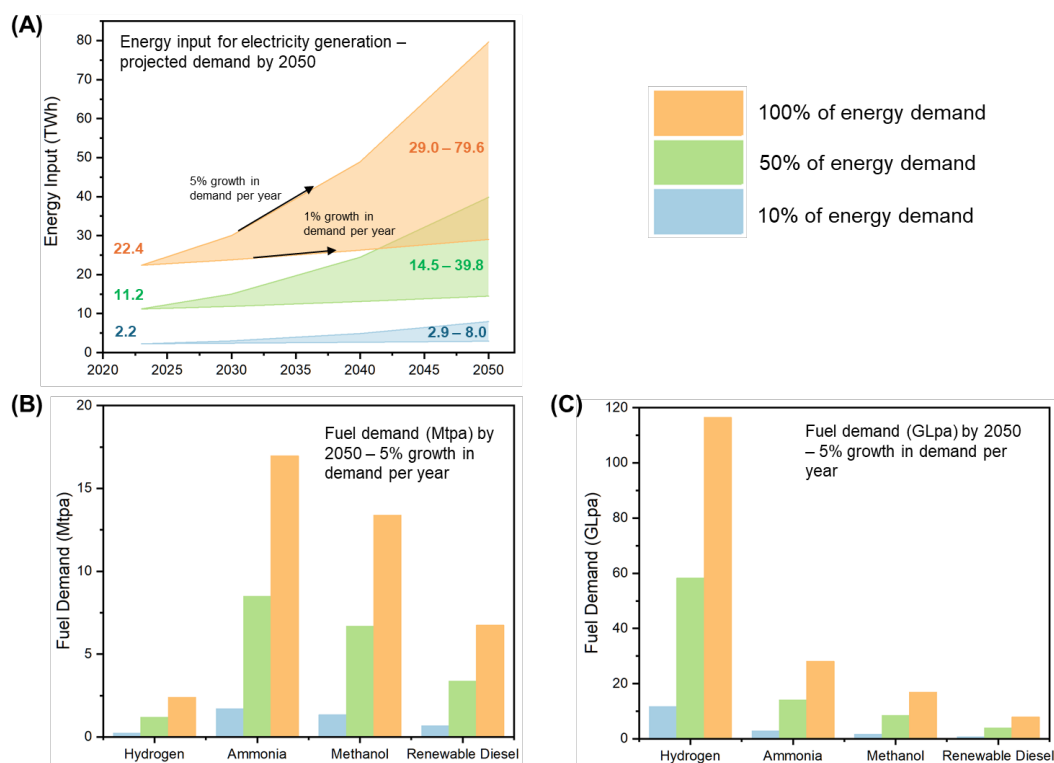 (A)
Energy input for electricity generation –
projected demand by 2050
80
70
60
50
40
30
20
10
0
Energy Input (TWh)
5% growth in
demand per year
1% growth in
demand per year
29.0 – 79.6
22.4
14.5 – 39.8
11.2
2.9 – 8.0
2.2
2020
2025
2030
2035
2040
2045
2050
100% of energy demand
50% of energy demand
10% of energy demand
(B)
Fuel demand (Mtpa) by
2050 – 5% growth in
demand per year
20
15
10
5
0
Fuel Demand (Mtpa)
Hydrogen
Ammonia
Methanol
Renewable Diesel
(C)
Fuel demand (GLpa) by 2050
– 5% growth in demand per
year
120
100
80
60
40
20
0
Fuel Demand (GLpa)
Hydrogen
Ammonia
Methanol
Renewable Diesel